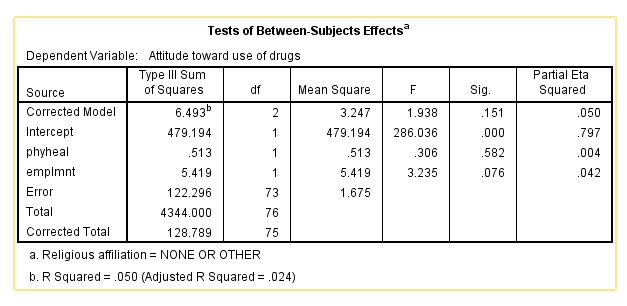 Tests of Between-Subjects Effectsᵃ
Dependent Variable: Attitude toward use of drugs
Source Type III Sum of Squares df Mean Square F Sig. Partial Eta Squared
Corrected Model 6.493ᵇ 2 3.247 1.938 .151 .050
Intercept 479.194 1 479.194 286.036 .000 .797
phyheal .513 1 .513 .306 .582 .004
emplmnt 5.419 1 5.419 3.235 .076 .042
Error 122.296 73 1.675
Total 4344.000 76
Corrected Total 128.789 75
a. Religious affiliation = NONE OR OTHER
b. R Squared = .050 (Adjusted R Squared = .024)